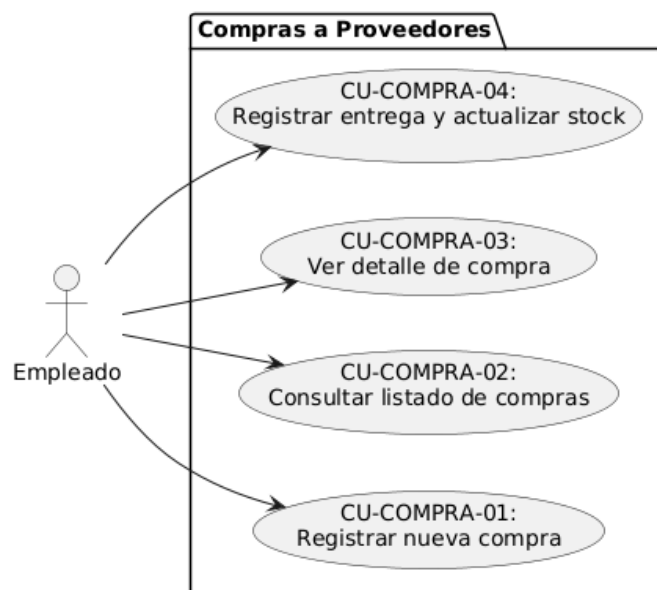 Compras a Proveedores
CU-COMPRA-04:
Registrar entrega y actualizar stock
CU-COMPRA-03:
Ver detalle de compra
Empleado
CU-COMPRA-02:
Consultar listado de compras
CU-COMPRA-01:
Registrar nueva compra